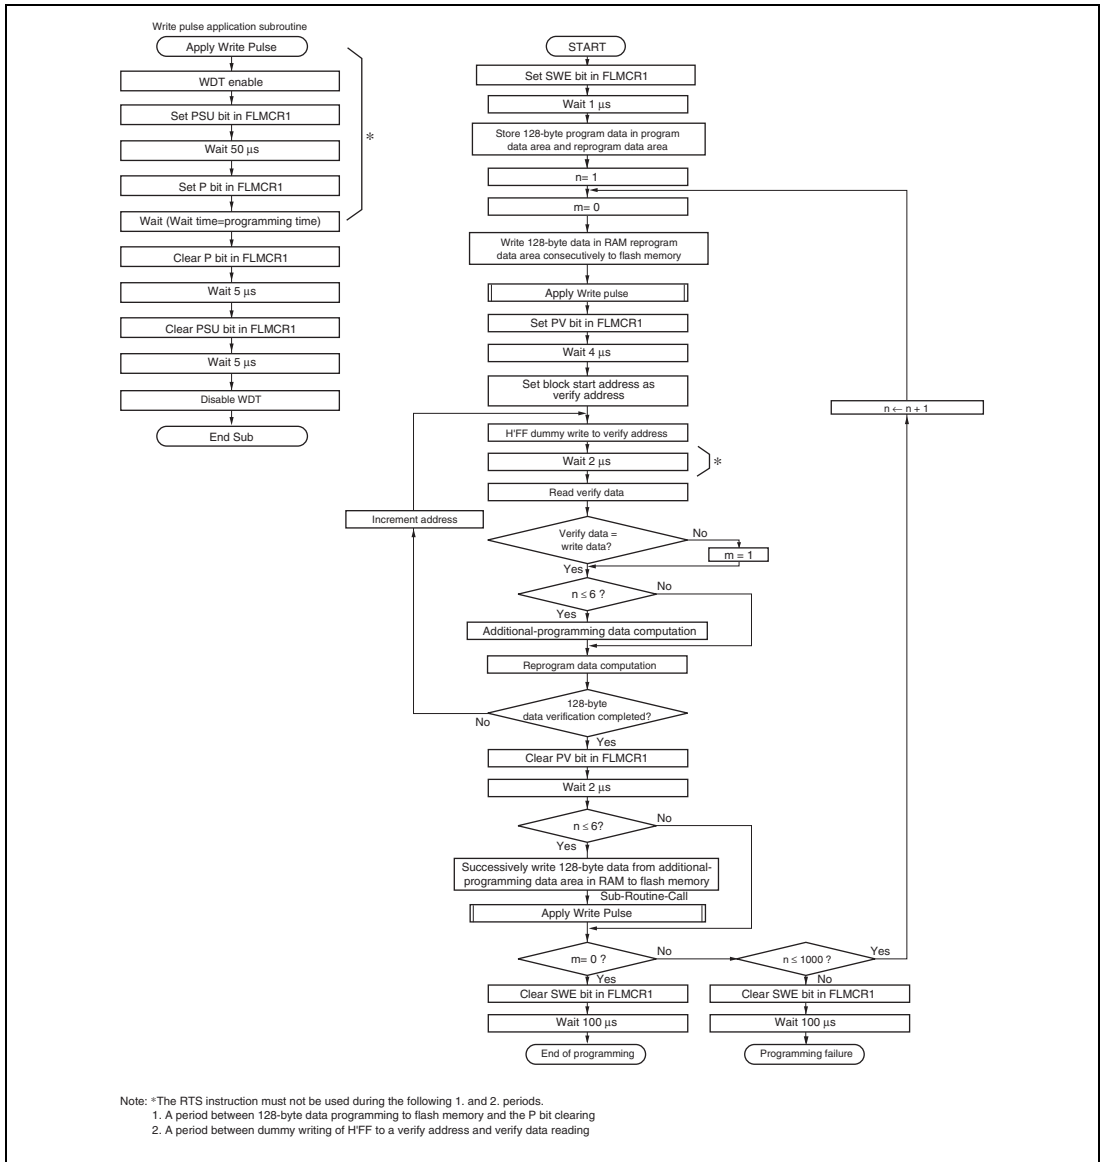 Write pulse application subroutine
Apply Write Pulse
WDT enable
Set PSU bit in FLMCR1
Wait 50 µs
Set P bit in FLMCR1
Wait (Wait time=programming time)
Clear P bit in FLMCR1
Wait 5 µs
Clear PSU bit in FLMCR1
Wait 5 µs
Disable WDT
End Sub
*
START
Set SWE bit in FLMCR1
Wait 1 µs
Store 128-byte program data in program
data area and reprogram data area
n= 1
m= 0
Write 128-byte data in RAM reprogram
data area consecutively to flash memory
Apply Write pulse
Set PV bit in FLMCR1
Wait 4 µs
Set block start address as
verify address
n ← n + 1
H'FF dummy write to verify address
Wait 2 µs
*
Read verify data
Increment address
Verify data =
write data?
No
m = 1
Yes
n ≤ 6 ?
No
Yes
Additional-programming data computation
Reprogram data computation
128-byte
data verification completed?
No
Yes
Clear PV bit in FLMCR1
Wait 2 µs
n ≤ 6?
No
Yes
Successively write 128-byte data from additional-
programming data area in RAM to flash memory
Sub-Routine-Call
Apply Write Pulse
m= 0 ?
No
n ≤ 1000 ?
Yes
Yes
No
Clear SWE bit in FLMCR1
Clear SWE bit in FLMCR1
Wait 100 µs
Wait 100 µs
End of programming
Programming failure
Note: *The RTS instruction must not be used during the following 1. and 2. periods.
1. A period between 128-byte data programming to flash memory and the P bit clearing
2. A period between dummy writing of H'FF to a verify address and verify data reading